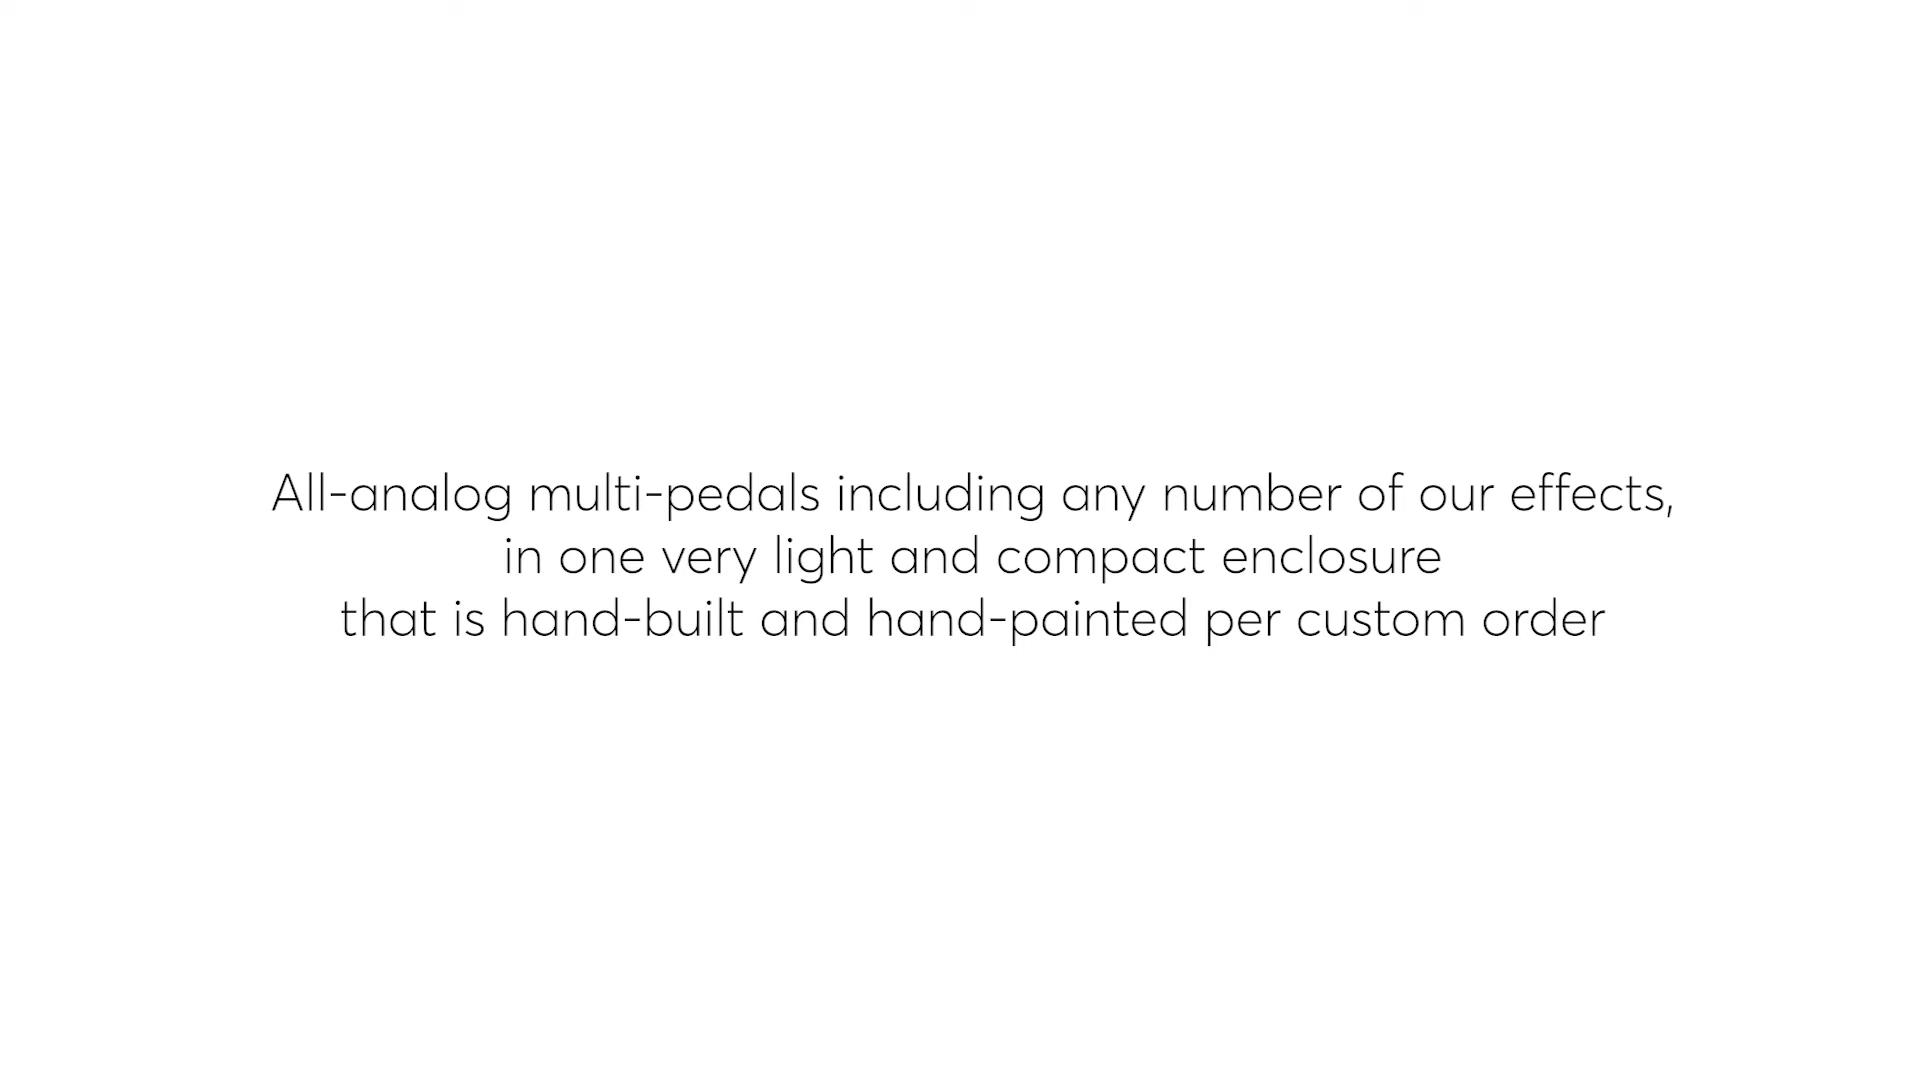 All-analog multi-pedals including any number of our effects,
in one very light and compact enclosure
that is hand-built and hand-painted per custom order